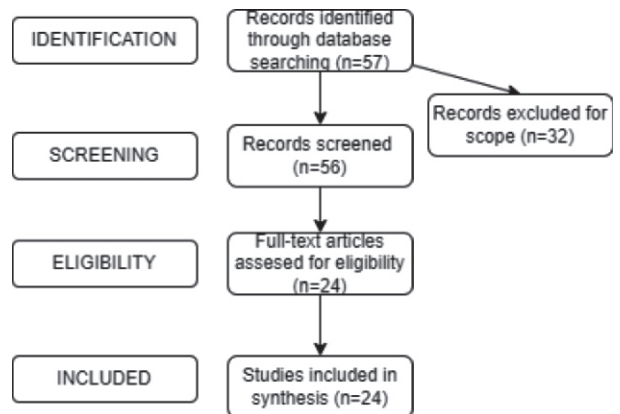 IDENTIFICATION
Records identified
through database
searching (n=57)
Records excluded for
scope (n=32)
SCREENING
Records screened
(n=56)
ELIGIBILITY
Full-text articles
assesed for eligibility
(n=24)
INCLUDED
Studies included in
synthesis (n=24)